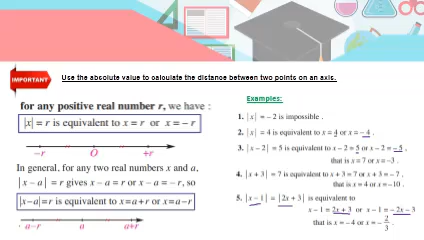 IMPORTANT
Use the absolute value to calculate the distance between two points on an axis.
for any positive real number r, we have :
|x| = r is equivalent to x = r or x = – r
–r O +r
In general, for any two real numbers x and a,
|x – a| = r gives x – a = r or x – a = – r, so
|x–a|=r is equivalent to x=a+r or x=a–r
a–r a a+r
Examples:
1. |x| = – 2 is impossible .
2. |x| = 4 is equivalent to x = 4 or x = – 4 .
3. |x – 2| = 5 is equivalent to x – 2 = 5 or x – 2 = – 5 ,
that is x = 7 or x = –3 .
4. |x + 3| = 7 is equivalent to x + 3 = 7 or x + 3 = – 7 ,
that is x = 4 or x = –10 .
5. |x – 1| = |2x + 3| is equivalent to
x – 1 = 2x + 3 or x – 1 = – 2x – 3
that is x = – 4 or x = – 2/3 .